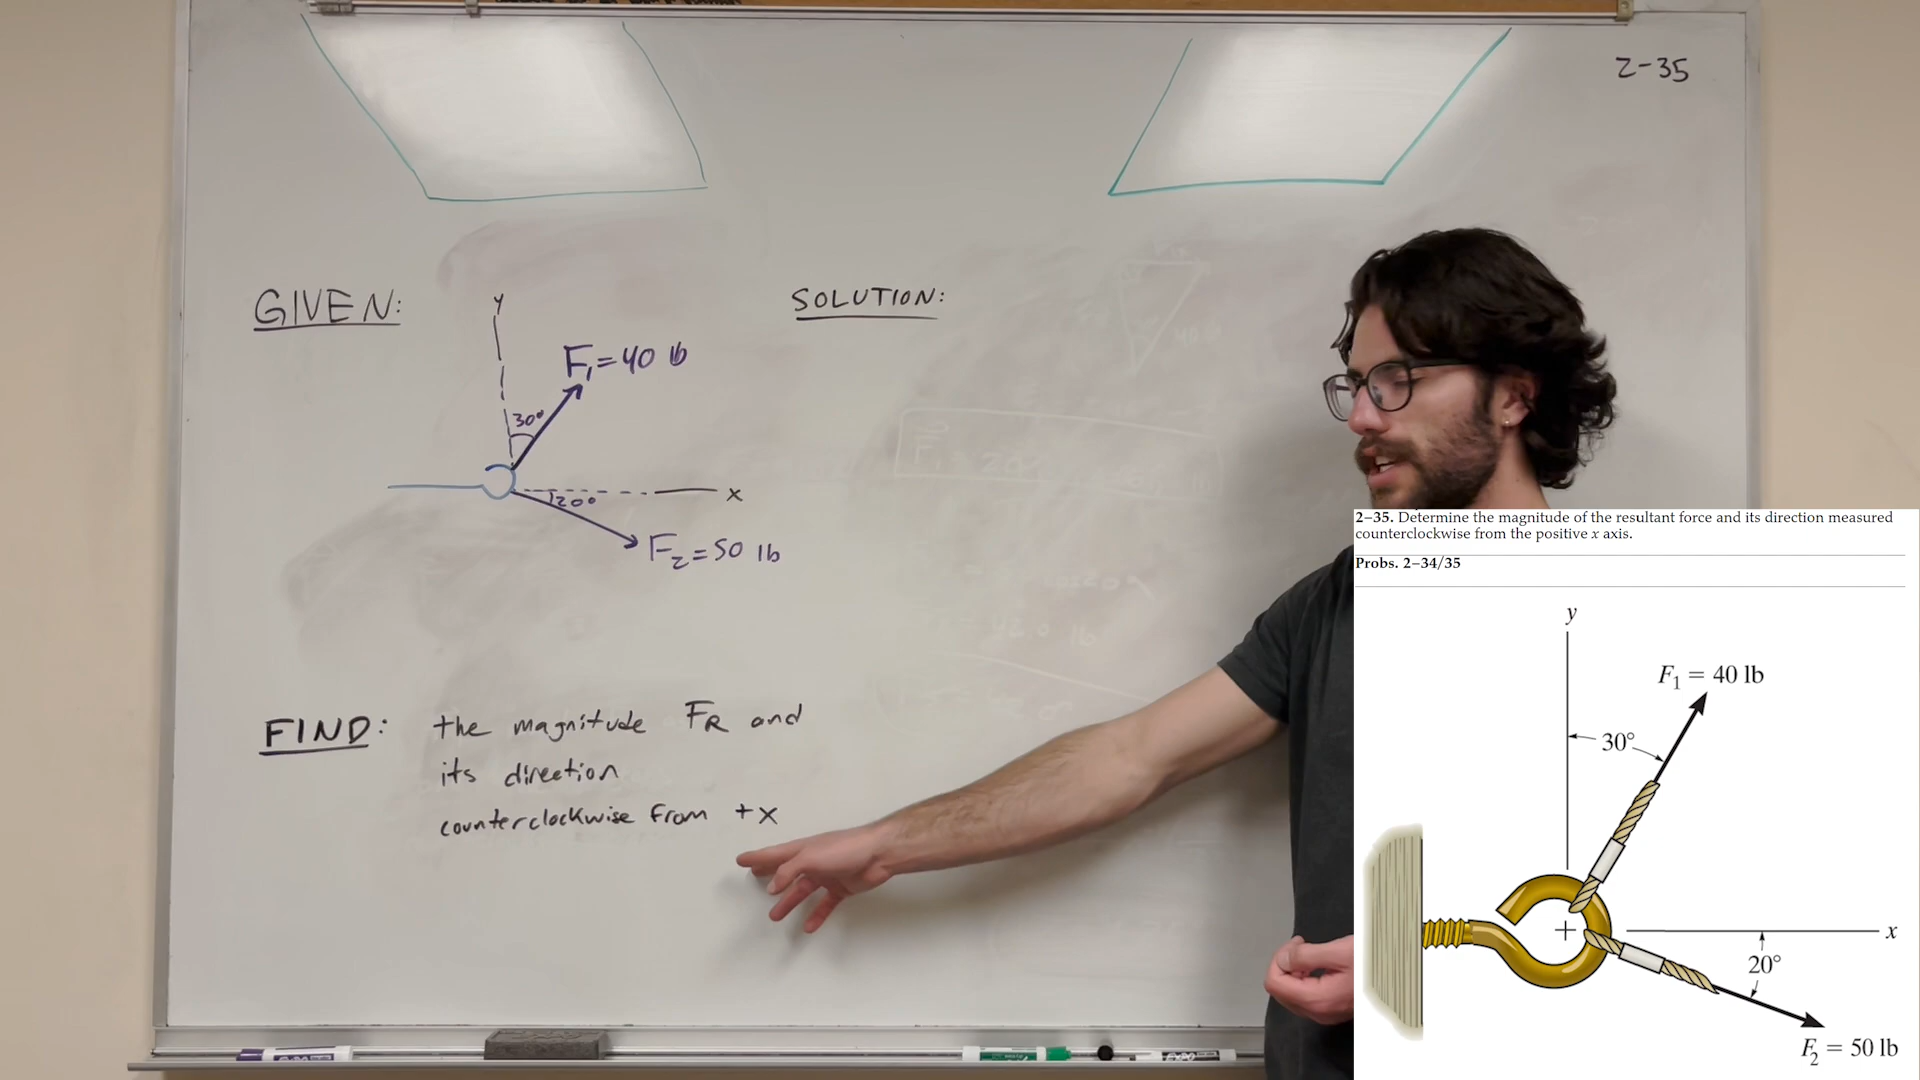 2-35
GIVEN:
y
F₁=40 lb
30°
x
20°
F₂=50 lb
SOLUTION:
FIND: the magnitude FR and
its direction
counterclockwise from +x
2–35. Determine the magnitude of the resultant force and its direction measured
counterclockwise from the positive x axis.
Probs. 2–34/35
y
F₁ = 40 lb
30°
x
20°
F₂ = 50 lb